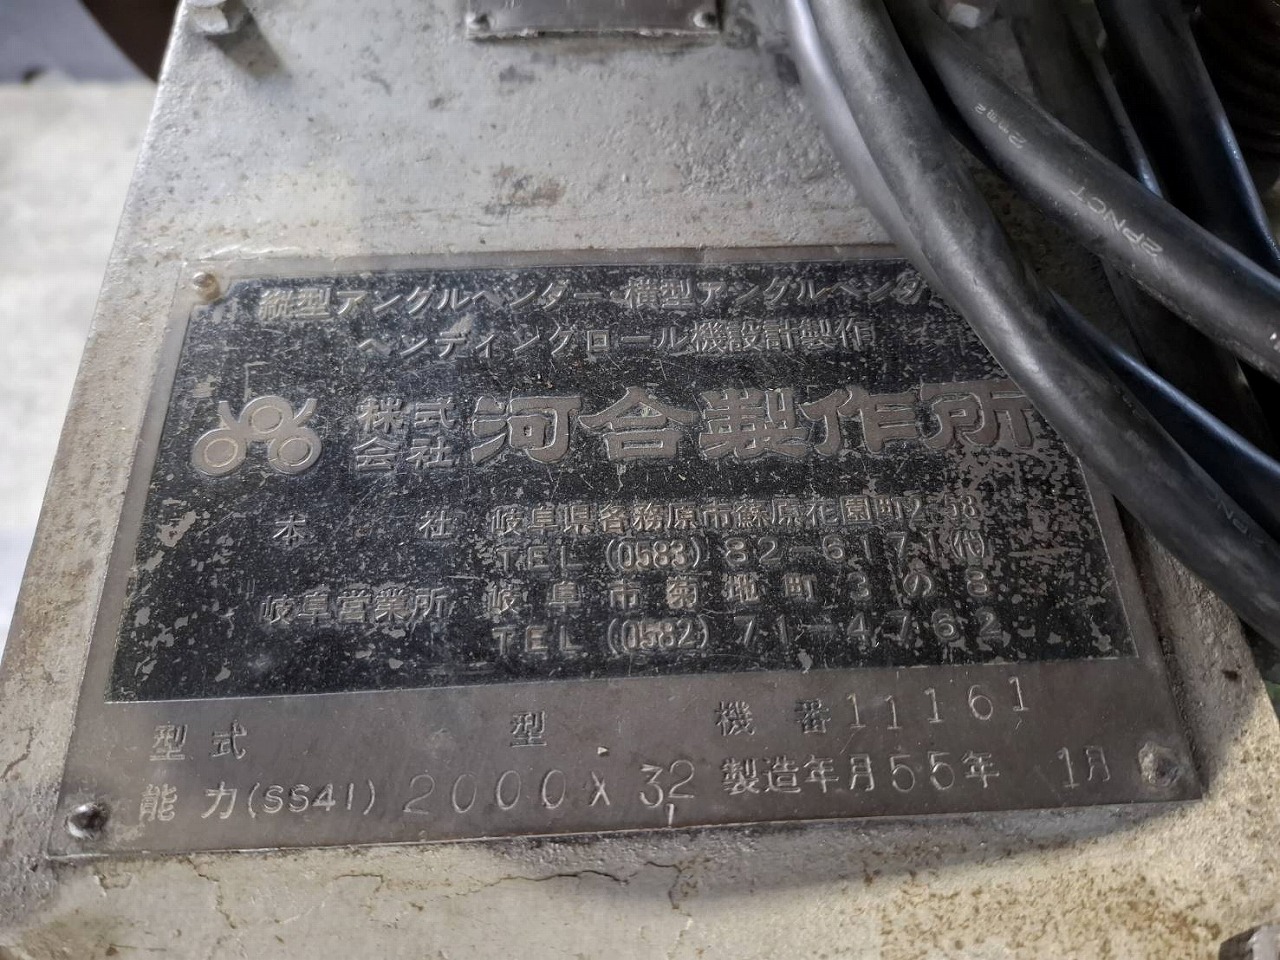 縦型アングルベンダー 横型アングルベンダ
ベンディングロール機設計製作
株式会社 河合製作所
本社 岐阜県各務原市蘇原花園町2-58
TEL (0583) 82-6171(代)
岐阜営業所 岐阜市菊地町3の8
TEL (0582) 71-4762
型式 型 機番 11161
能力(SS41) 2000X 32 製造年月 55年 1月
2mm²
2PNCT